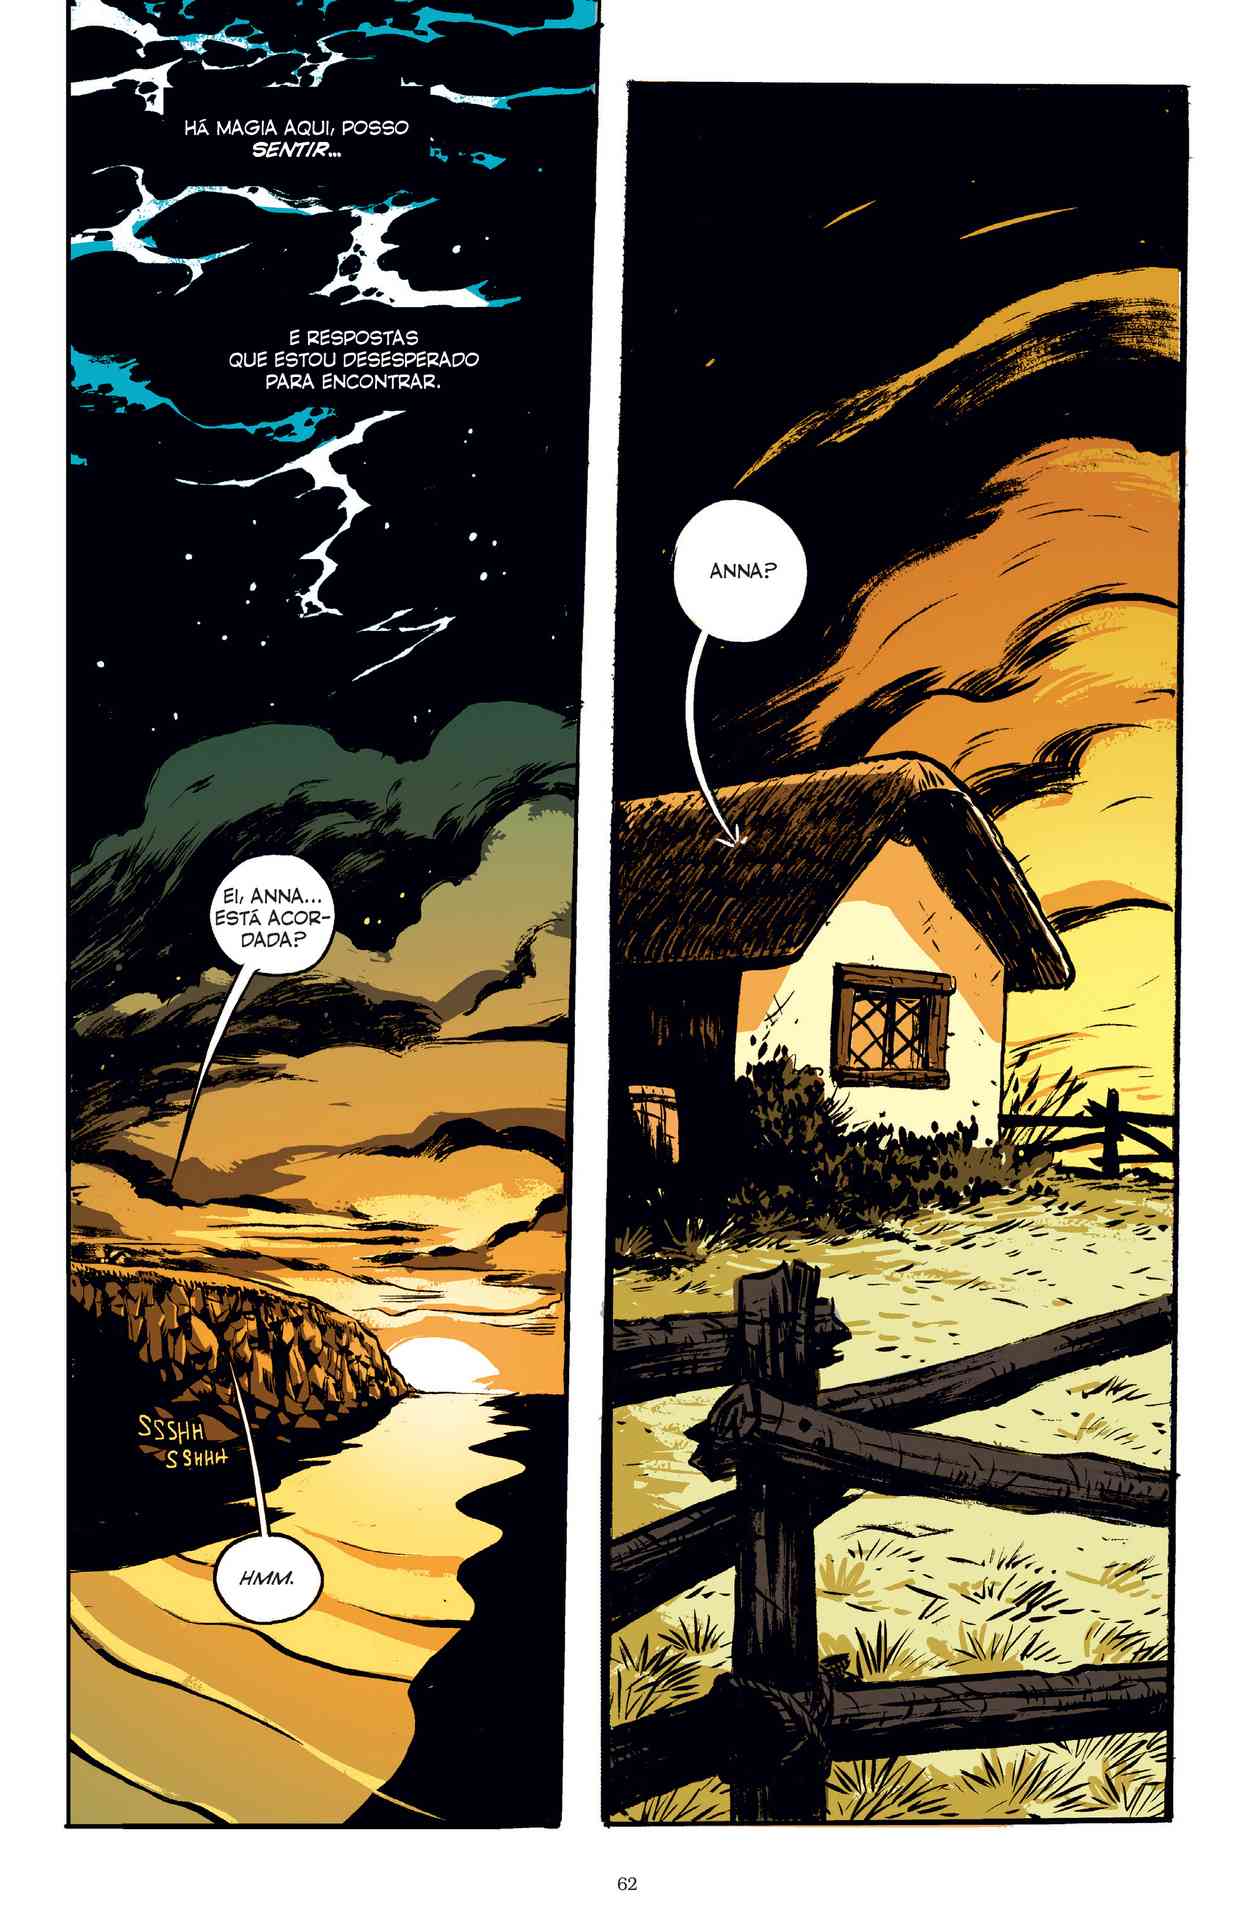 HÁ MAGIA AQUI, POSSO
SENTIR...
E RESPOSTAS
QUE ESTOU DESESPERADO
PARA ENCONTRAR.
EI, ANNA...
ESTÁ ACOR-
DADA?
SSSHH
SSHHH
HMM.
ANNA?
62